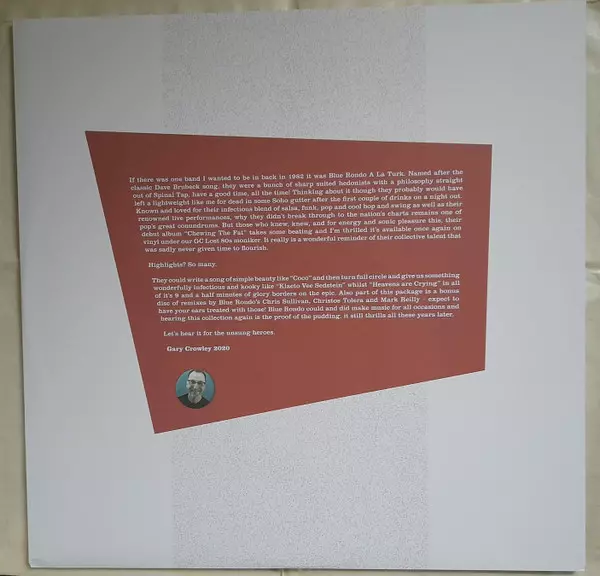 If there was one band I wanted to be in back in 1982 it was Blue Rondo A La Turk. Named after the
classic Dave Brubeck song, they were a bunch of sharp suited hedonists with a philosophy straight
out of Spinal Tap, have a good time, all the time! Thinking about it though they probably would have
left a lightweight like me for dead in some Soho gutter after the first couple of drinks on a night out.
Known and loved for their infectious blend of salsa, funk, pop and cool bop and swing as well as their
renowned live performances, why they didn't break through to the nation's charts remains one of
pop's great conundrums. But those who knew, knew, and for energy and sonic pleasure this, their
debut album "Chewing The Fat" takes some beating and I'm thrilled it's available once again on
vinyl under our GC Lost 80s moniker. It really is a wonderful reminder of their collective talent that
was sadly never given time to flourish.
Highlights? So many.
They could write a song of simple beauty like "Coco" and then turn full circle and give us something
wonderfully infectious and kooky like "Klacto Vee Sedstein" whilst "Heavens are Crying" in all
of it's 9 and a half minutes of glory borders on the epic. Also part of this package is a bonus
disc of remixes by Blue Rondo's Chris Sullivan, Christos Tolera and Mark Reilly - expect to
have your ears treated with those! Blue Rondo could and did make music for all occasions and
hearing this collection again is the proof of the pudding, it still thrills all these years later.
Let's hear it for the unsung heroes.
Gary Crowley 2020